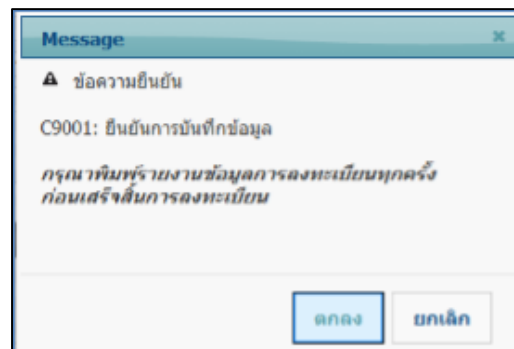 Message
ข้อความยืนยัน
C9001: ยืนยันการบันทึกข้อมูล
กรุณาพิมพ์รายงานข้อมูลการลงทะเบียนทุกครั้ง
ก่อนเสร็จสิ้นการลงทะเบียน
ตกลง ยกเลิก